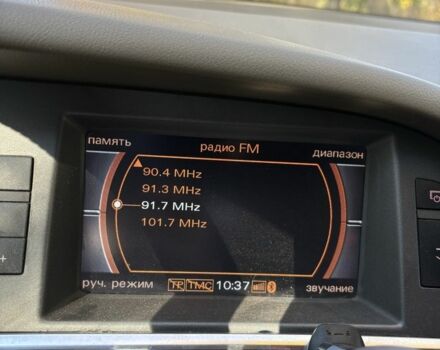 память радио FM диапазон
90.4 MHz
91.3 MHz
91.7 MHz
101.7 MHz
руч. режим TP TMC 10:37 звучание